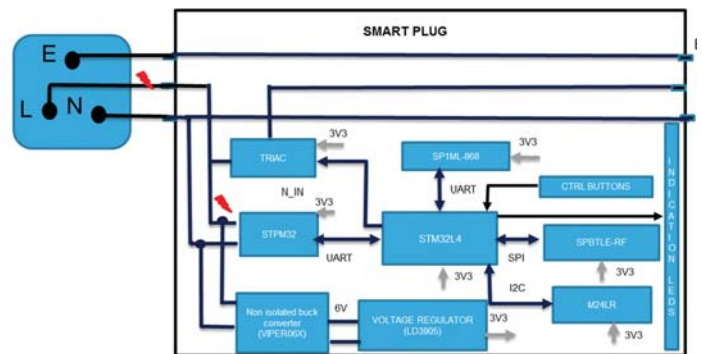 SMART PLUG
E
L
N
E
TRIAC
3V3
N_IN
3V3
STPM32
UART
SP1ML-868
3V3
UART
CTRL BUTTONS
STM32L4
SPI
SPBTLE-RF
3V3
3V3
I2C
M24LR
3V3
Non isolated buck
converter
(VIPER06X)
6V
VOLTAGE REGULATOR
(LD3905)
3V3
INDICATION LEDS